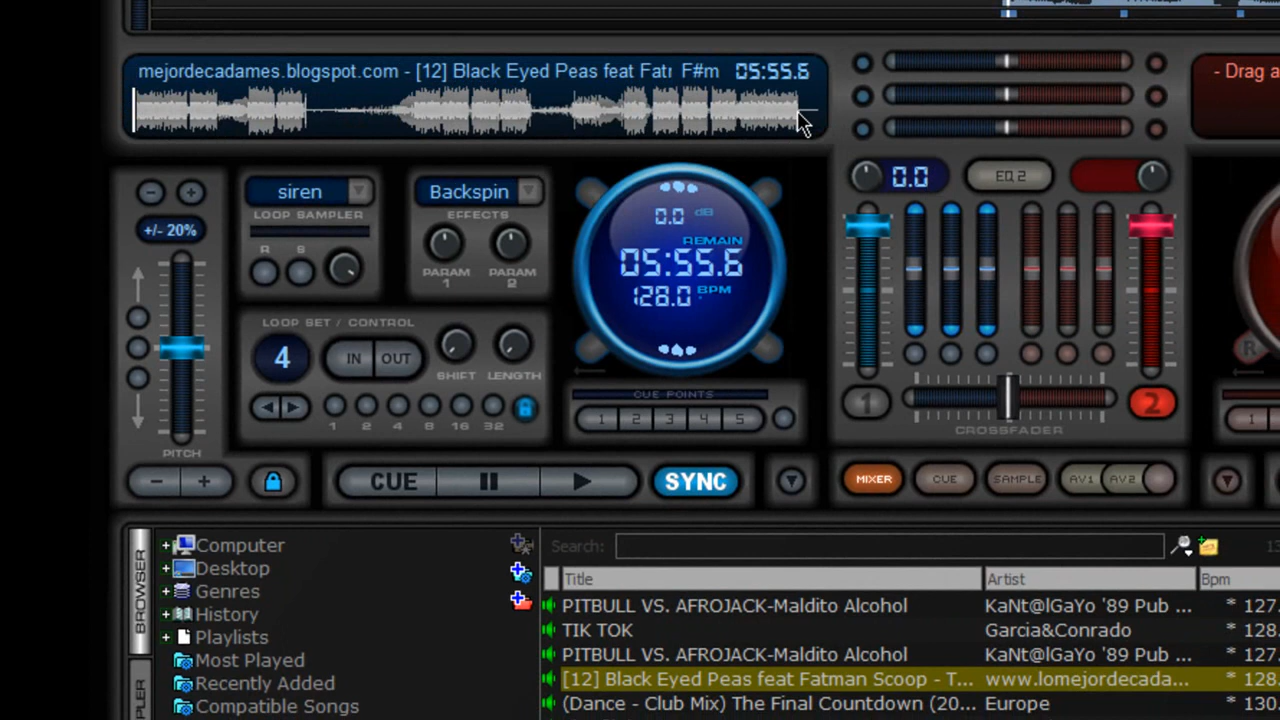 mejordecadames.blogspot.com - [12] Black Eyed Peas feat Fatr F#m 05:55.6
- Drag a
siren
LOOP SAMPLER
R S
Backspin
EFFECTS
PARAM 1
PARAM 2
+/- 20%
PITCH
LOOP SET / CONTROL
4
IN OUT
SHIFT LENGTH
1 2 4 8 16 32
0.0 dB
REMAIN
05:55.6
128.0 BPM
CUE POINTS
1 2 3 4 5
0.0
EQ 2
1
2
CROSSFADER
R
1
CUE
SYNC
MIXER CUE SAMPLE AV1 AV2
BROWSER
PLER
Computer
Desktop
Genres
History
Playlists
Most Played
Recently Added
Compatible Songs
Search:
Title Artist Bpm
PITBULL VS. AFROJACK-Maldito Alcohol KaNt@lGaYo '89 Pub ... * 127.
TIK TOK Garcia&Conrado * 128.
PITBULL VS. AFROJACK-Maldito Alcohol KaNt@lGaYo '89 Pub ... * 127.
[12] Black Eyed Peas feat Fatman Scoop - T... www.lomejordecada... * 128.
(Dance - Club Mix) The Final Countdown (20... Europe * 127.